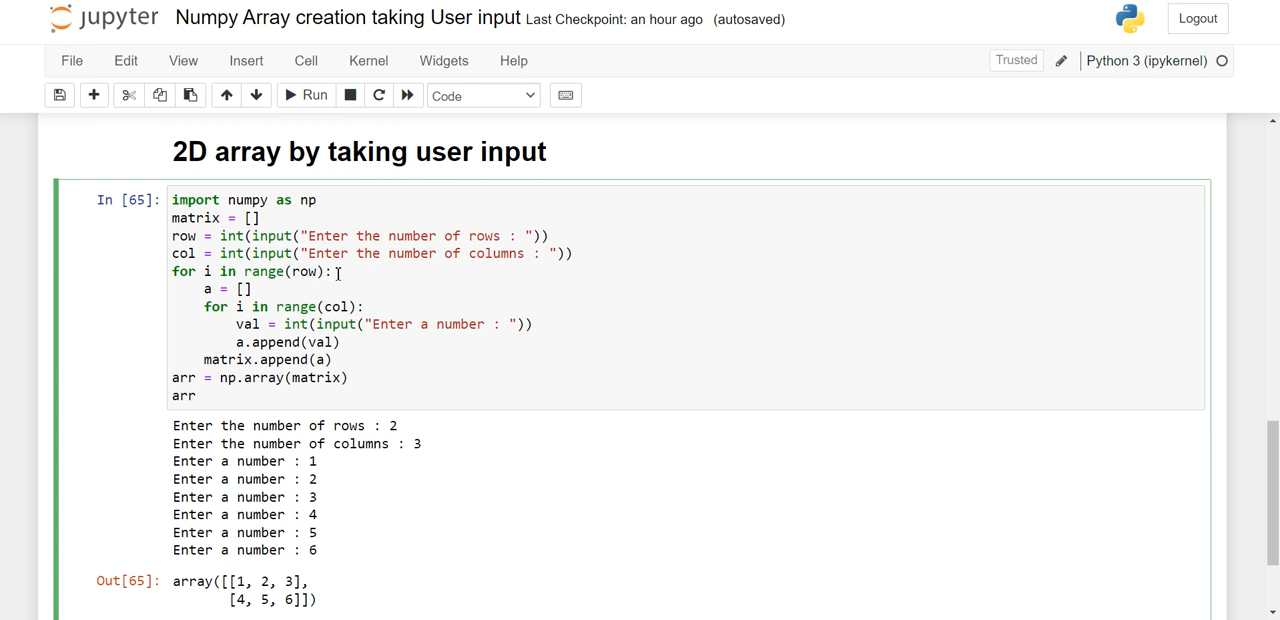 jupyter Numpy Array creation taking User input Last Checkpoint: an hour ago (autosaved) Logout
File Edit View Insert Cell Kernel Widgets Help Trusted Python 3 (ipykernel)
Run Code
2D array by taking user input
In [65]: import numpy as np
matrix = []
row = int(input("Enter the number of rows : "))
col = int(input("Enter the number of columns : "))
for i in range(row):
    a = []
    for i in range(col):
        val = int(input("Enter a number : "))
        a.append(val)
    matrix.append(a)
arr = np.array(matrix)
arr
Enter the number of rows : 2
Enter the number of columns : 3
Enter a number : 1
Enter a number : 2
Enter a number : 3
Enter a number : 4
Enter a number : 5
Enter a number : 6
Out[65]: array([[1, 2, 3],
       [4, 5, 6]])